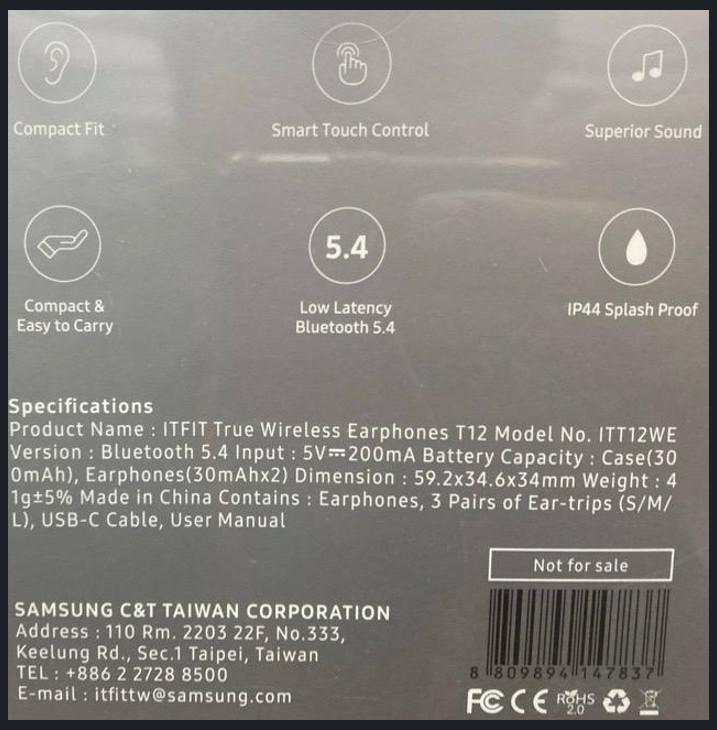 Compact Fit
Smart Touch Control
Superior Sound
5.4
Compact &
Easy to Carry
Low Latency
Bluetooth 5.4
IP44 Splash Proof
Specifications
Product Name : ITFIT True Wireless Earphones T12 Model No. ITT12WE
Version : Bluetooth 5.4 Input : 5V⎓200mA Battery Capacity : Case(30
0mAh), Earphones(30mAhx2) Dimension : 59.2x34.6x34mm Weight : 4
1g±5% Made in China Contains : Earphones, 3 Pairs of Ear-trips (S/M/
L), USB-C Cable, User Manual
Not for sale
SAMSUNG C&T TAIWAN CORPORATION
Address : 110 Rm. 2203 22F, No.333,
Keelung Rd., Sec.1 Taipei, Taiwan
TEL : +886 2 2728 8500
E-mail : itfittw@samsung.com
8 809894 147837
FC CE RoHS
2.0